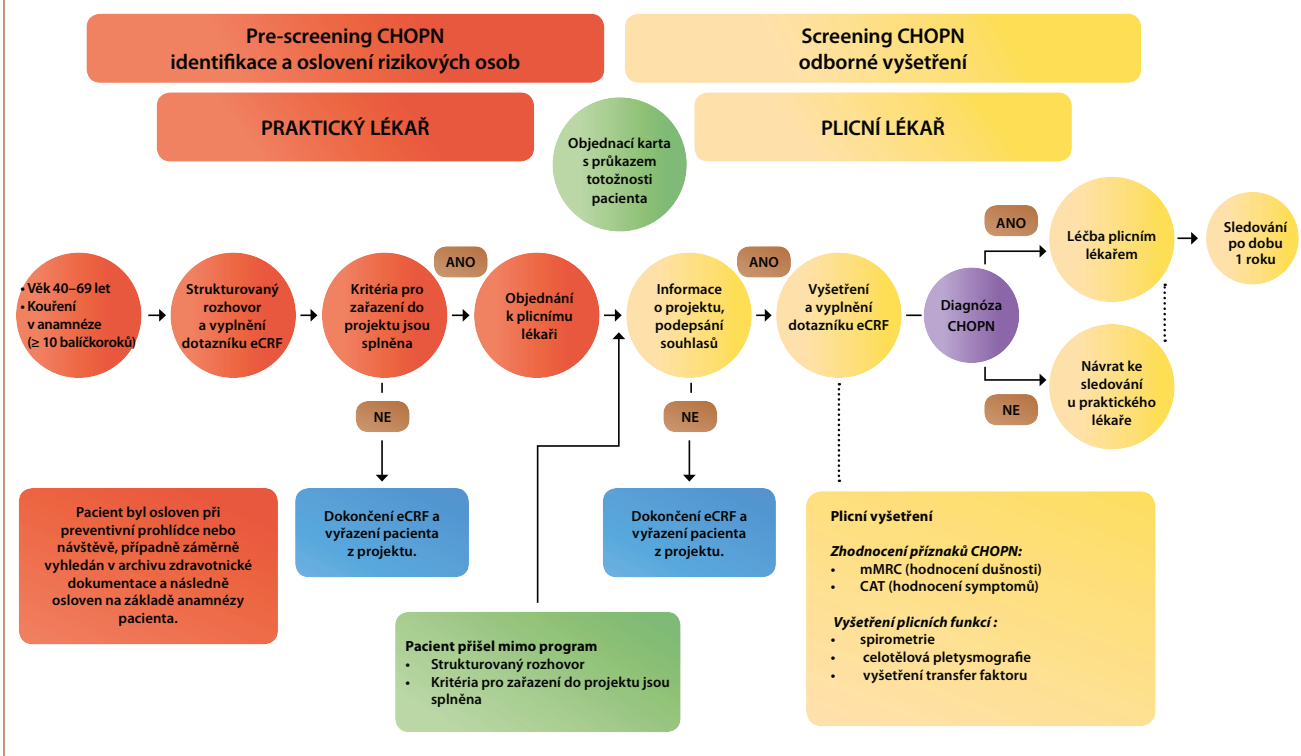 Pre-screening CHOPN
identifikace a oslovení rizikových osob
Screening CHOPN
odborné vyšetření
PRAKTICKÝ LÉKAŘ
Objednací karta
s průkazem
totožnosti
pacienta
PLICNÍ LÉKAŘ
• Věk 40–69 let
• Kouření
v anamnéze
(≥ 10 balíčkoroků)
Strukturovaný
rozhovor
a vyplnění
dotazníku eCRF
Kritéria pro
zařazení do
projektu jsou
splněna
ANO
Objednání
k plicnímu
lékaři
Informace
o projektu,
podepsání
souhlasů
ANO
Vyšetření
a vyplnění
dotazníku eCRF
Diagnóza
CHOPN
ANO
Léčba plicním
lékařem
Sledování
po dobu
1 roku
NE
Návrat ke
sledování
u praktického
lékaře
NE
NE
Pacient byl osloven při
preventivní prohlídce nebo
návštěvě, případně záměrně
vyhledán v archivu zdravotnické
dokumentace a následně
osloven na základě anamnézy
pacienta.
Dokončení eCRF a
vyřazení pacienta
z projektu.
Dokončení eCRF a
vyřazení pacienta
z projektu.
Pacient přišel mimo program
• Strukturovaný rozhovor
• Kritéria pro zařazení do projektu jsou
splněna
Plicní vyšetření
Zhodnocení příznaků CHOPN:
• mMRC (hodnocení dušnosti)
• CAT (hodnocení symptomů)
Vyšetření plicních funkcí :
• spirometrie
• celotělová pletysmografie
• vyšetření transfer faktoru